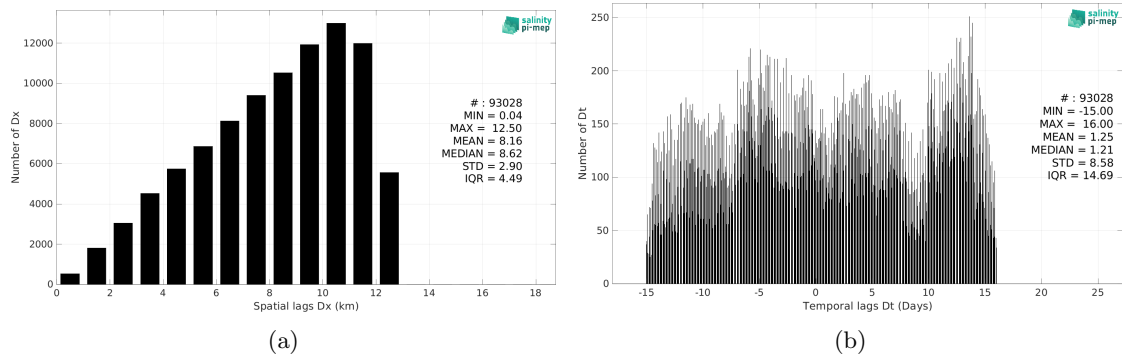 salinity
pi-mep
12000
10000
8000
6000
4000
2000
0
Number of Dx
# : 93028
MIN = 0.04
MAX = 12.50
MEAN = 8.16
MEDIAN = 8.62
STD = 2.90
IQR = 4.49
0 2 4 6 8 10 12 14 16 18
Spatial lags Dx (km)
(a)
salinity
pi-mep
250
200
150
100
50
0
Number of Dt
# : 93028
MIN = -15.00
MAX = 16.00
MEAN = 1.25
MEDIAN = 1.21
STD = 8.58
IQR = 14.69
-15 -10 -5 0 5 10 15 20 25
Temporal lags Dt (Days)
(b)